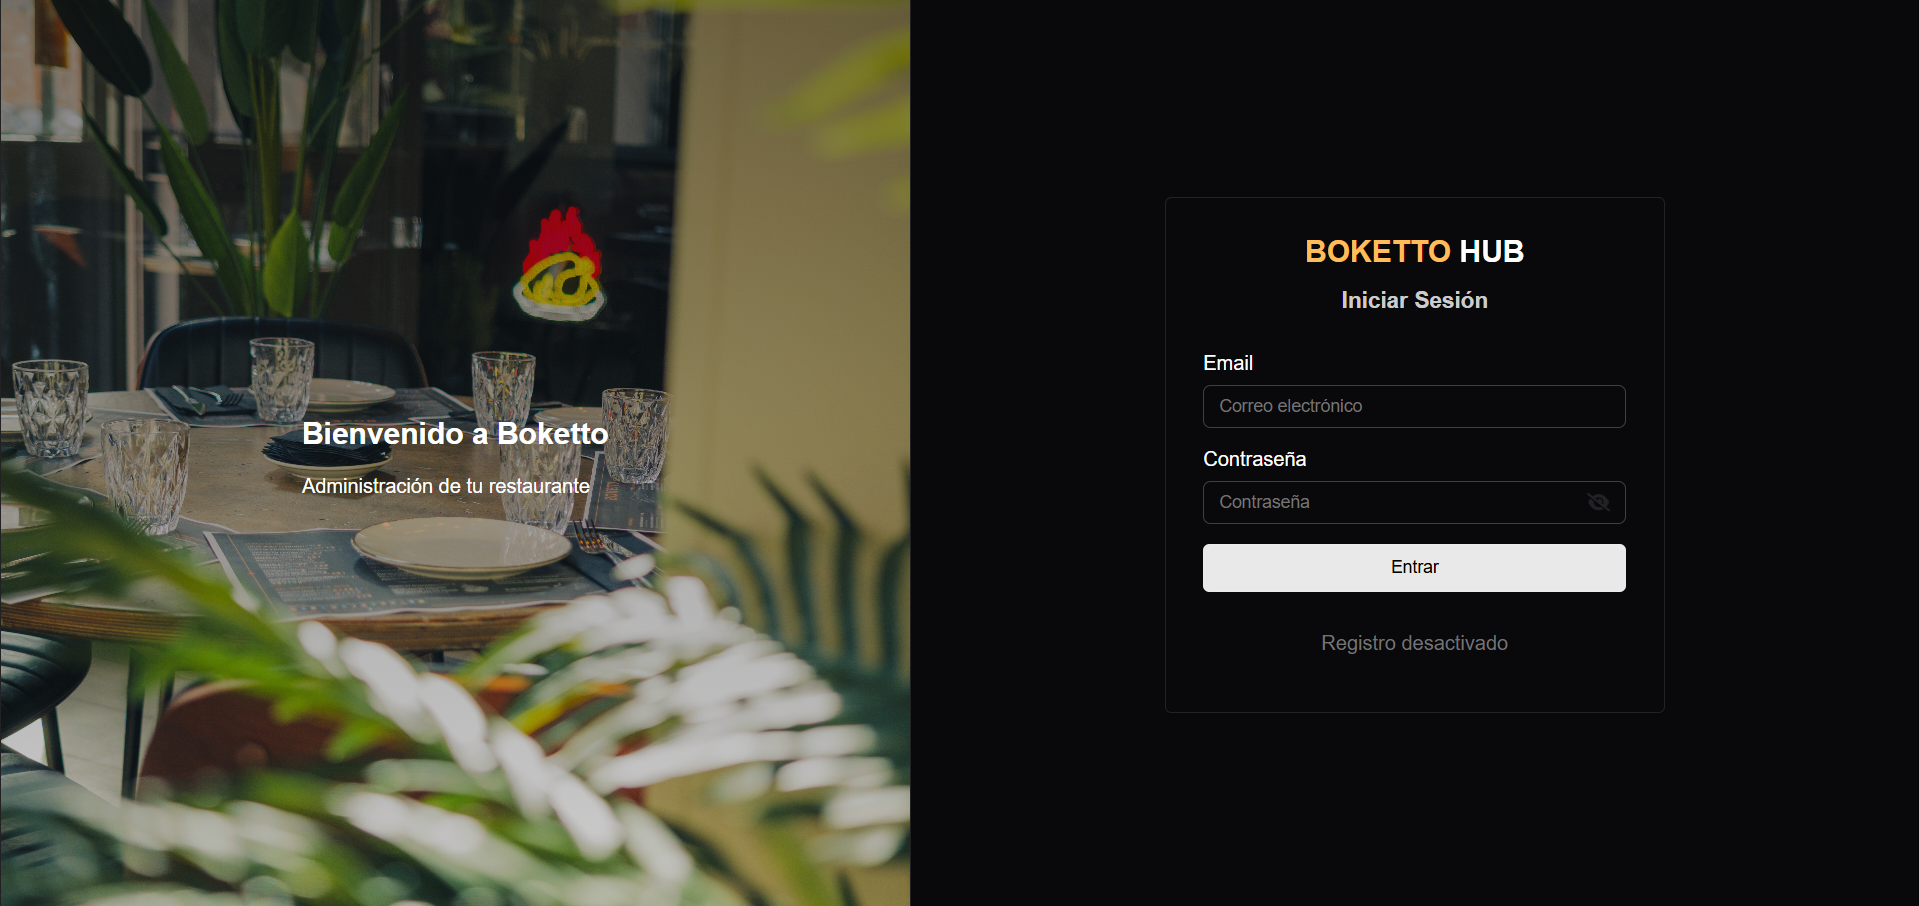 Bienvenido a Boketto
Administración de tu restaurante
BOKETTO HUB
Iniciar Sesión
Email
Correo electrónico
Contraseña
Contraseña
Entrar
Registro desactivado